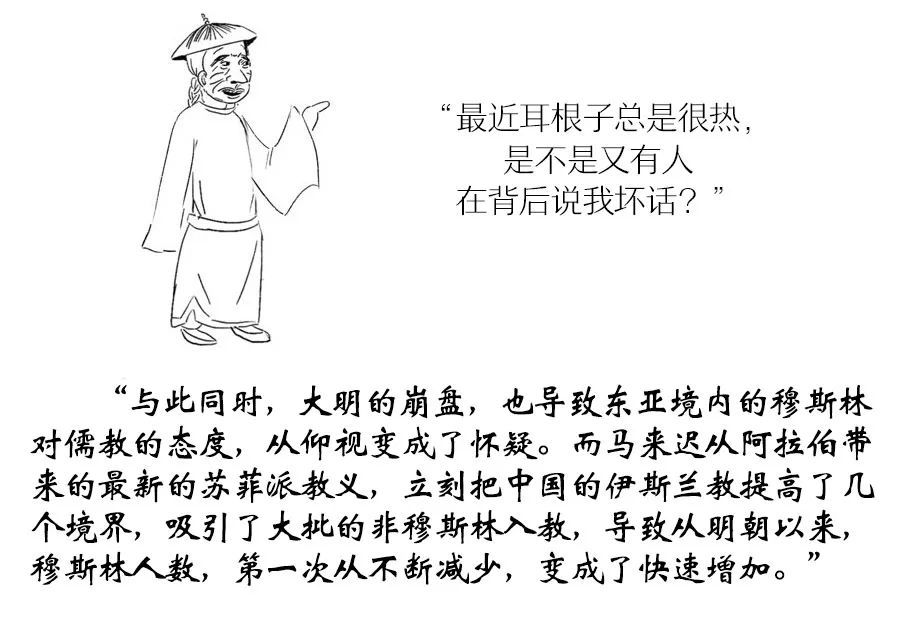 “最近耳根子总是很热，
是不是又有人
在背后说我坏话？”
“与此同时，大明的崩盘，也导致东亚境内的穆斯林
对儒教的态度，从仰视变成了怀疑。而马来迟从阿拉伯带
来的最新的苏菲派教义，立刻把中国的伊斯兰教提高了几
个境界，吸引了大批的非穆斯林入教，导致从明朝以来，
穆斯林人数，第一次从不断减少，变成了快速增加。”